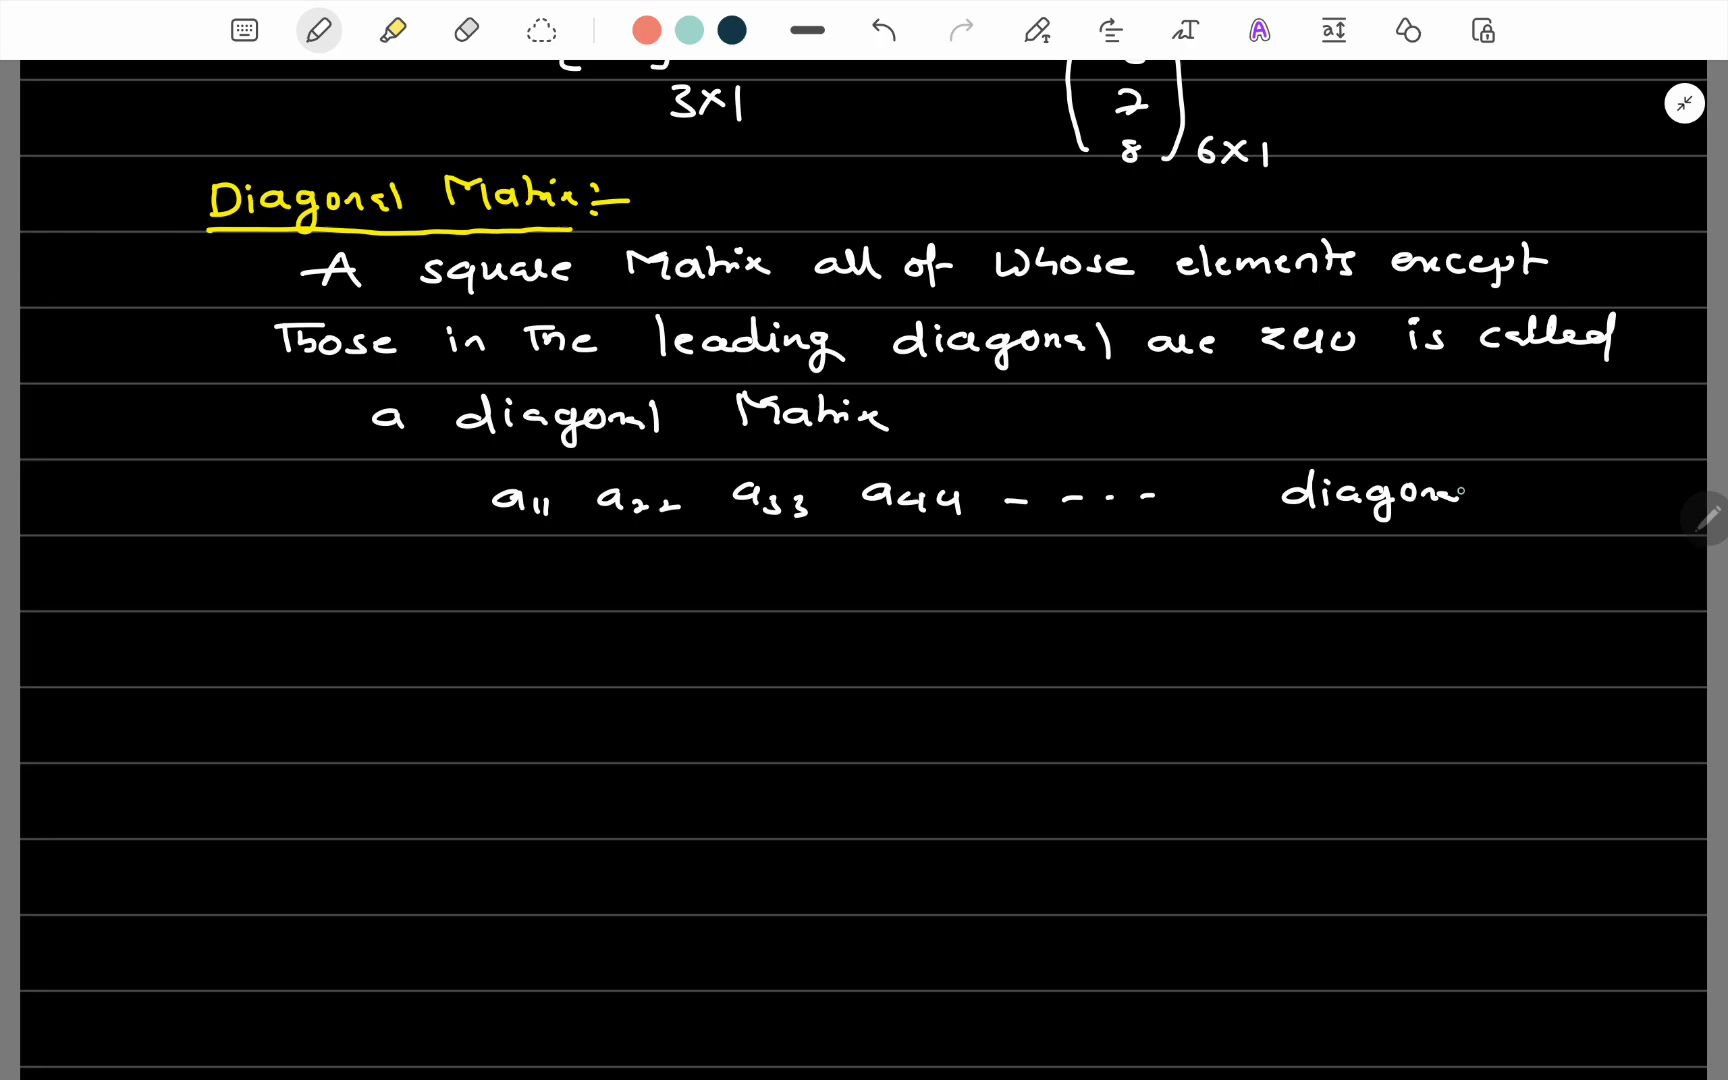 3×1
2
8
6×1
Diagonal Matrix:-
A square Matrix all of whose elements except
Those in The leading diagonal are zero is called
a diagonal Matrix
a11 a22 a33 a44 - - - - - diagona